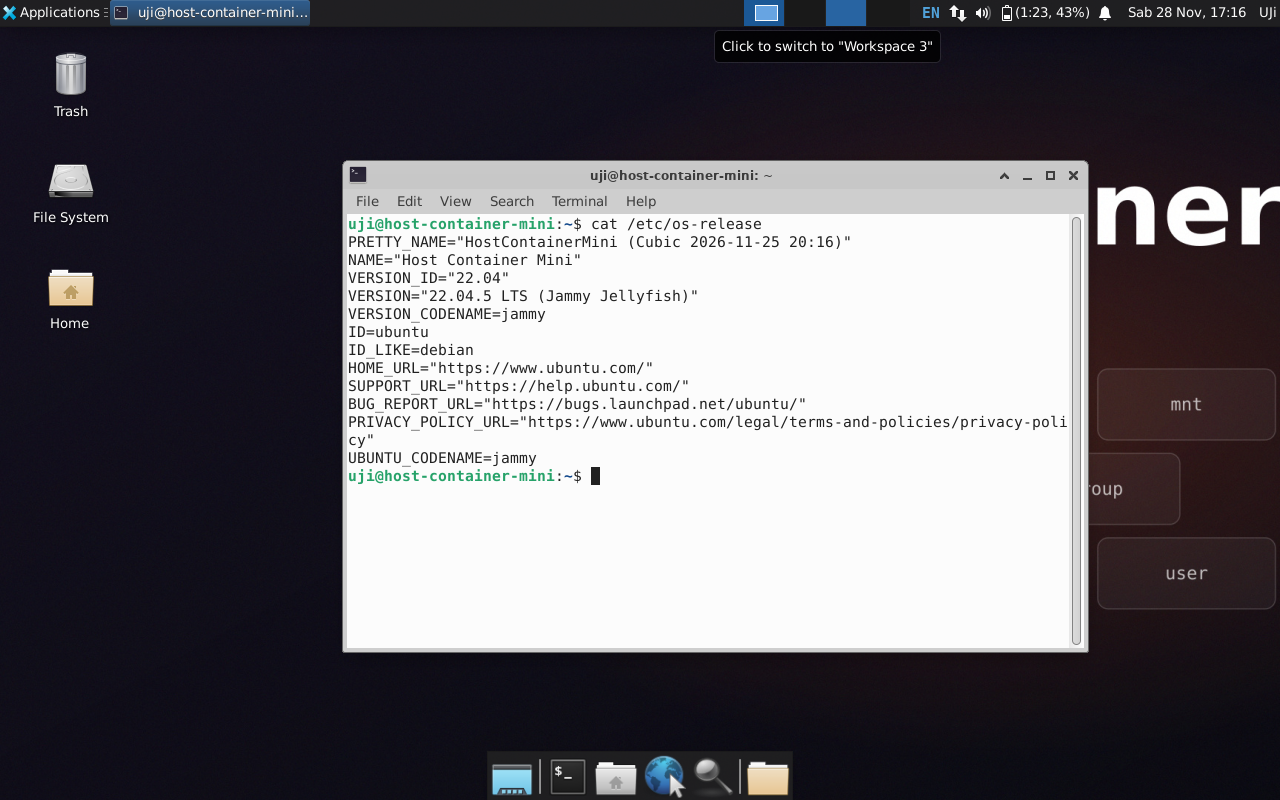 Applications
uji@host-container-mini...
EN
(1:23, 43%)
Sab 28 Nov, 17:16
UJi
Click to switch to "Workspace 3"
Trash
File System
Home
uji@host-container-mini: ~
File Edit View Search Terminal Help
uji@host-container-mini:~$ cat /etc/os-release
PRETTY_NAME="HostContainerMini (Cubic 2026-11-25 20:16)"
NAME="Host Container Mini"
VERSION_ID="22.04"
VERSION="22.04.5 LTS (Jammy Jellyfish)"
VERSION_CODENAME=jammy
ID=ubuntu
ID_LIKE=debian
HOME_URL="https://www.ubuntu.com/"
SUPPORT_URL="https://help.ubuntu.com/"
BUG_REPORT_URL="https://bugs.launchpad.net/ubuntu/"
PRIVACY_POLICY_URL="https://www.ubuntu.com/legal/terms-and-policies/privacy-poli
cy"
UBUNTU_CODENAME=jammy
uji@host-container-mini:~$
ner
mnt
roup
user
$_